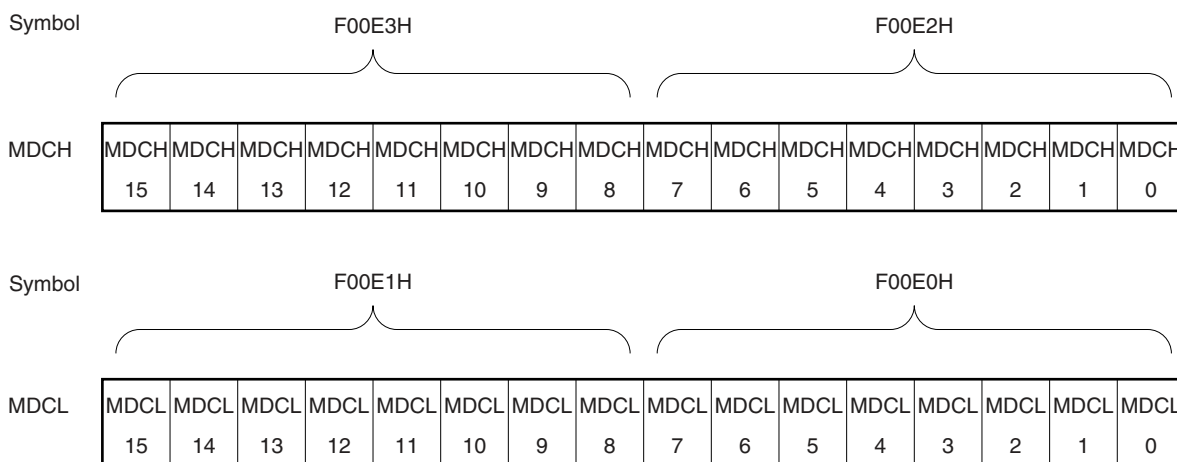 Symbol F00E3H F00E2H
MDCH MDCH MDCH MDCH MDCH MDCH MDCH MDCH MDCH MDCH MDCH MDCH MDCH MDCH MDCH MDCH MDCH
15 14 13 12 11 10 9 8 7 6 5 4 3 2 1 0
Symbol F00E1H F00E0H
MDCL MDCL MDCL MDCL MDCL MDCL MDCL MDCL MDCL MDCL MDCL MDCL MDCL MDCL MDCL MDCL MDCL
15 14 13 12 11 10 9 8 7 6 5 4 3 2 1 0